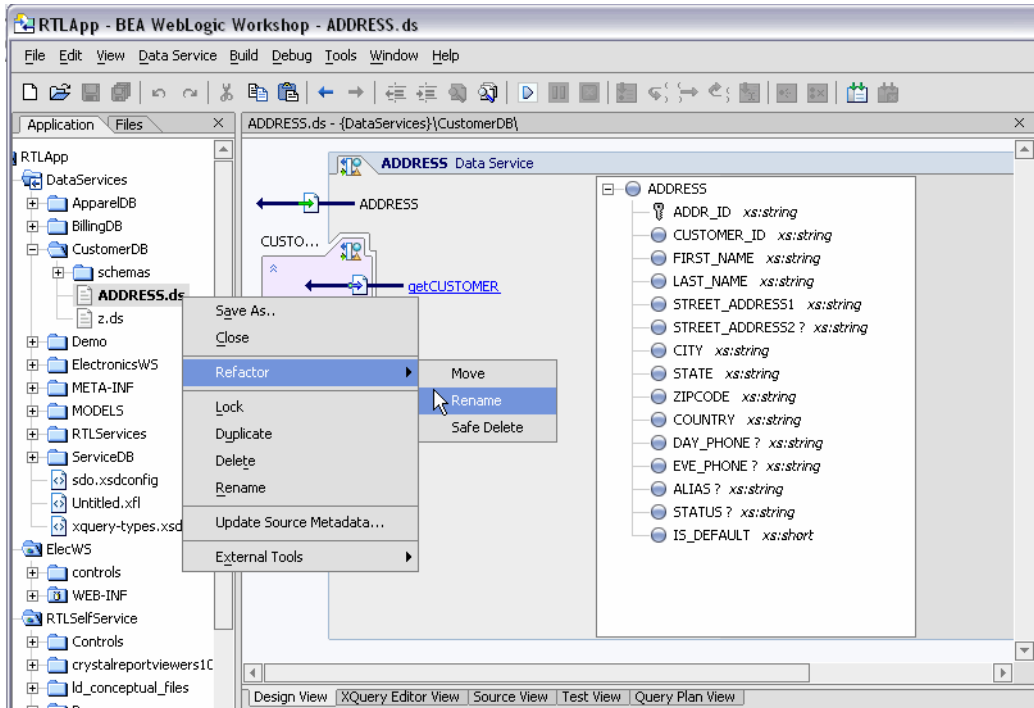 RTLApp - BEA WebLogic Workshop - ADDRESS.ds
File Edit View Data Service Build Debug Tools Window Help
Application Files
RTLApp
DataServices
ApparelDB
BillingDB
CustomerDB
schemas
ADDRESS.ds
z.ds
Demo
ElectronicsWS
META-INF
MODELS
RTLServices
ServiceDB
sdo.xsdconfig
Untitled.xfl
xquery-types.xsd
ElecWS
controls
WEB-INF
RTLSelfService
Controls
crystalreportviewers10
ld_conceptual_files
Save As..
Close
Refactor
Lock
Duplicate
Delete
Rename
Update Source Metadata...
External Tools
Move
Rename
Safe Delete
ADDRESS.ds - {DataServices}\CustomerDB\
ADDRESS Data Service
ADDRESS
CUSTO...
getCUSTOMER
ADDRESS
ADDR_ID xs:string
CUSTOMER_ID xs:string
FIRST_NAME xs:string
LAST_NAME xs:string
STREET_ADDRESS1 xs:string
STREET_ADDRESS2 ? xs:string
CITY xs:string
STATE xs:string
ZIPCODE xs:string
COUNTRY xs:string
DAY_PHONE ? xs:string
EVE_PHONE ? xs:string
ALIAS ? xs:string
STATUS ? xs:string
IS_DEFAULT xs:short
Design View XQuery Editor View Source View Test View Query Plan View